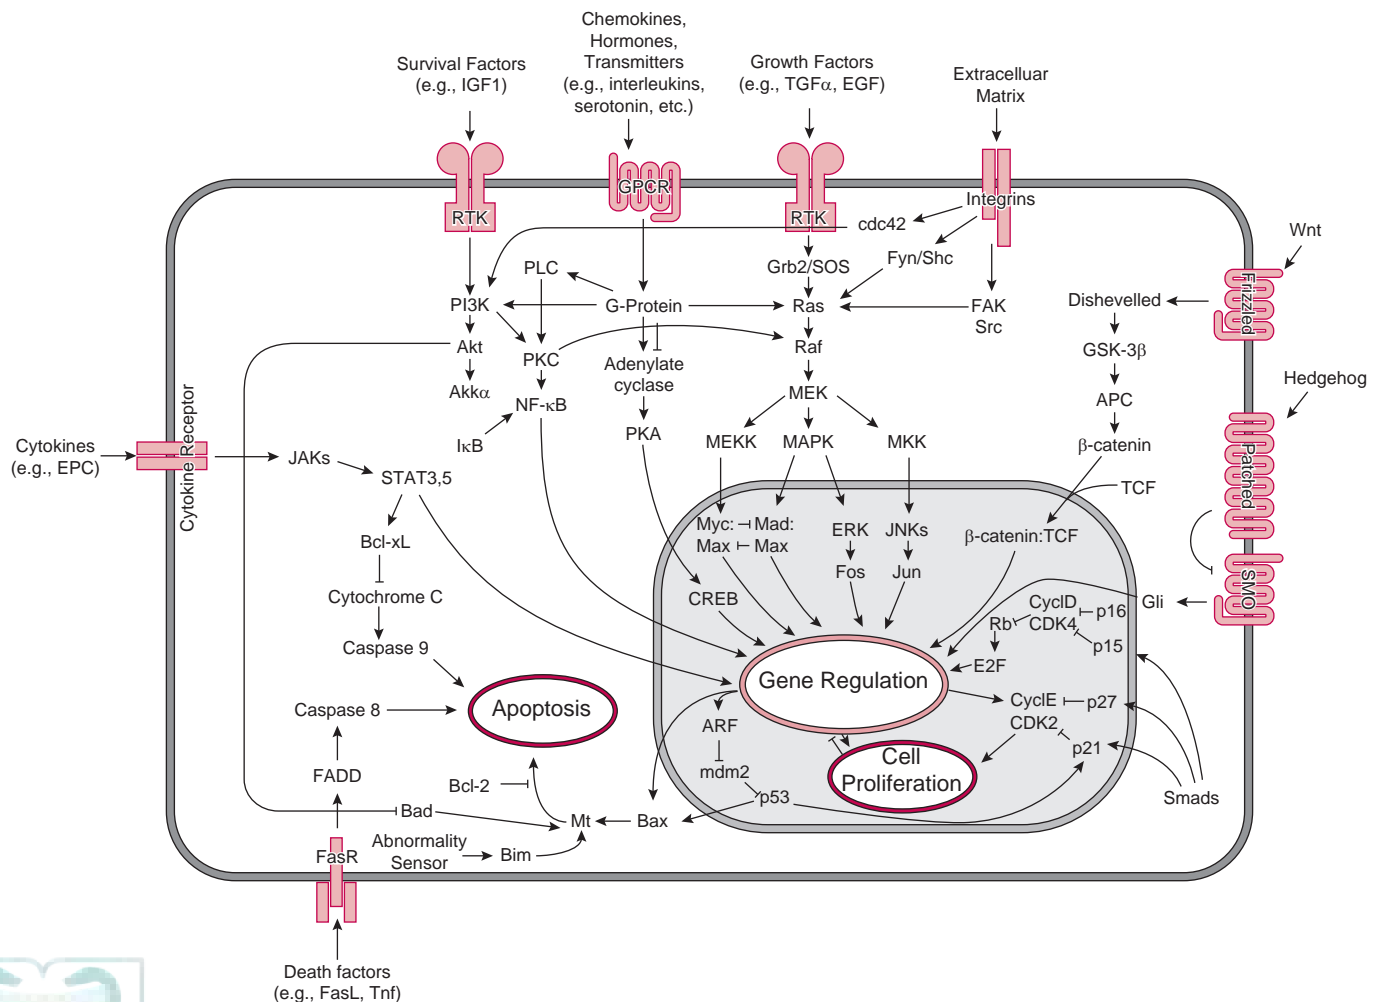 Chemokines,
Hormones,
Transmitters
(e.g., interleukins,
serotonin, etc.)
Survival Factors
(e.g., IGF1)
Growth Factors
(e.g., TGFα, EGF)
Extracelluar
Matrix
GPCR
RTK
RTK
Integrins
cdc42
Wnt
Frizzled
Fyn/Shc
Grb2/SOS
PLC
PI3K
G-Protein
Ras
FAK
Src
Dishevelled
Akt
PKC
Adenylate
cyclase
Raf
GSK-3β
Akkα
NF-κB
MEK
APC
Hedgehog
IκB
PKA
MEKK
MAPK
MKK
β-catenin
Patched
Cytokines
(e.g., EPC)
Cytokine Receptor
JAKs
STAT3,5
TCF
Myc:
Mad:
Max
Max
ERK
JNKs
β-catenin:TCF
Bcl-xL
Fos
Jun
SMO
Cytochrome C
CREB
Gli
CyclD
CDK4
p16
Rb
p15
Caspase 9
E2F
Gene Regulation
Caspase 8
Apoptosis
CyclE
CDK2
p27
ARF
p21
mdm2
Cell
Proliferation
FADD
Bcl-2
p53
Smads
Bad
Mt
Bax
Abnormality
Sensor
Bim
FasR
Death factors
(e.g., FasL, Tnf)